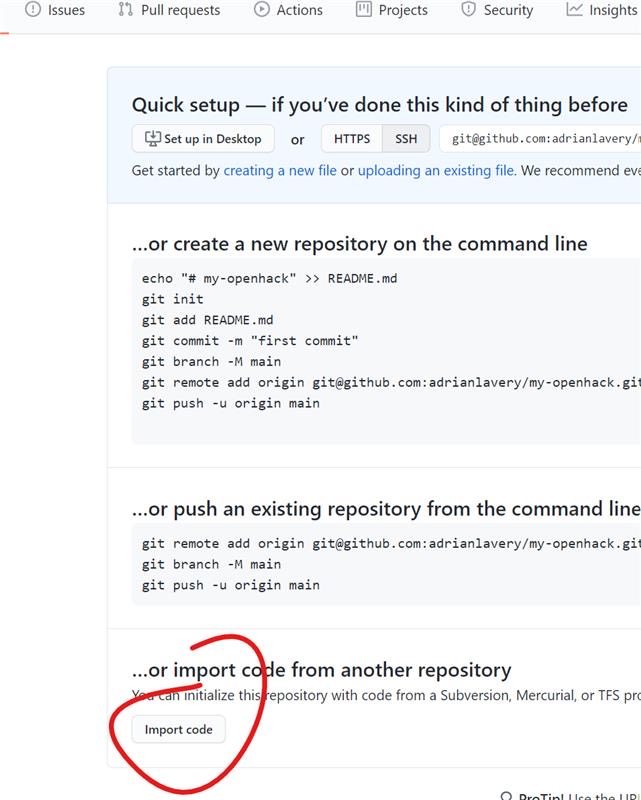 Issues Pull requests Actions Projects Security Insights
Quick setup — if you’ve done this kind of thing before
Set up in Desktop or HTTPS SSH git@github.com:adrianlavery/
Get started by creating a new file or uploading an existing file. We recommend
...or create a new repository on the command line
echo "# my-openhack" >> README.md
git init
git add README.md
git commit -m "first commit"
git branch -M main
git remote add origin git@github.com:adrianlavery/my-openhack.git
git push -u origin main
...or push an existing repository from the command line
git remote add origin git@github.com:adrianlavery/my-openhack.git
git branch -M main
git push -u origin main
...or import code from another repository
You can initialize this repository with code from a Subversion, Mercurial, or TFS
Import code
ProTip! Use the